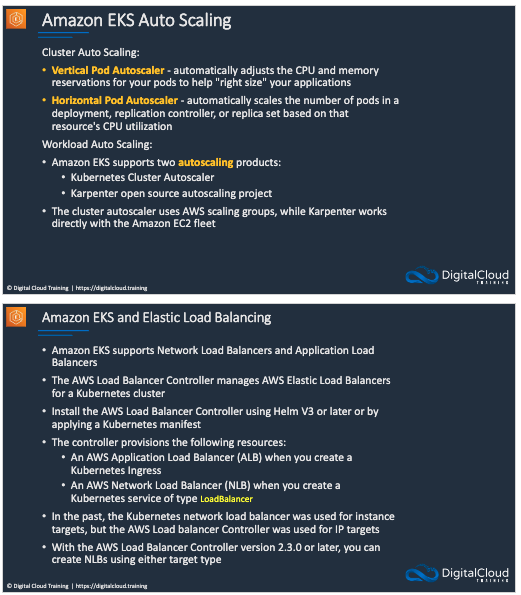 Amazon EKS Auto Scaling
Cluster Auto Scaling:
• Vertical Pod Autoscaler - automatically adjusts the CPU and memory
reservations for your pods to help "right size" your applications
• Horizontal Pod Autoscaler - automatically scales the number of pods in a
deployment, replication controller, or replica set based on that
resource's CPU utilization
Workload Auto Scaling:
• Amazon EKS supports two autoscaling products:
• Kubernetes Cluster Autoscaler
• Karpenter open source autoscaling project
• The cluster autoscaler uses AWS scaling groups, while Karpenter works
directly with the Amazon EC2 fleet
DigitalCloud
TRAINING
© Digital Cloud Training | https://digitalcloud.training
Amazon EKS and Elastic Load Balancing
• Amazon EKS supports Network Load Balancers and Application Load
Balancers
• The AWS Load Balancer Controller manages AWS Elastic Load Balancers
for a Kubernetes cluster
• Install the AWS Load Balancer Controller using Helm V3 or later or by
applying a Kubernetes manifest
• The controller provisions the following resources:
• An AWS Application Load Balancer (ALB) when you create a
Kubernetes Ingress
• An AWS Network Load Balancer (NLB) when you create a
Kubernetes service of type LoadBalancer
• In the past, the Kubernetes network load balancer was used for instance
targets, but the AWS Load balancer Controller was used for IP targets
• With the AWS Load Balancer Controller version 2.3.0 or later, you can
create NLBs using either target type
DigitalCloud
TRAINING
© Digital Cloud Training | https://digitalcloud.training